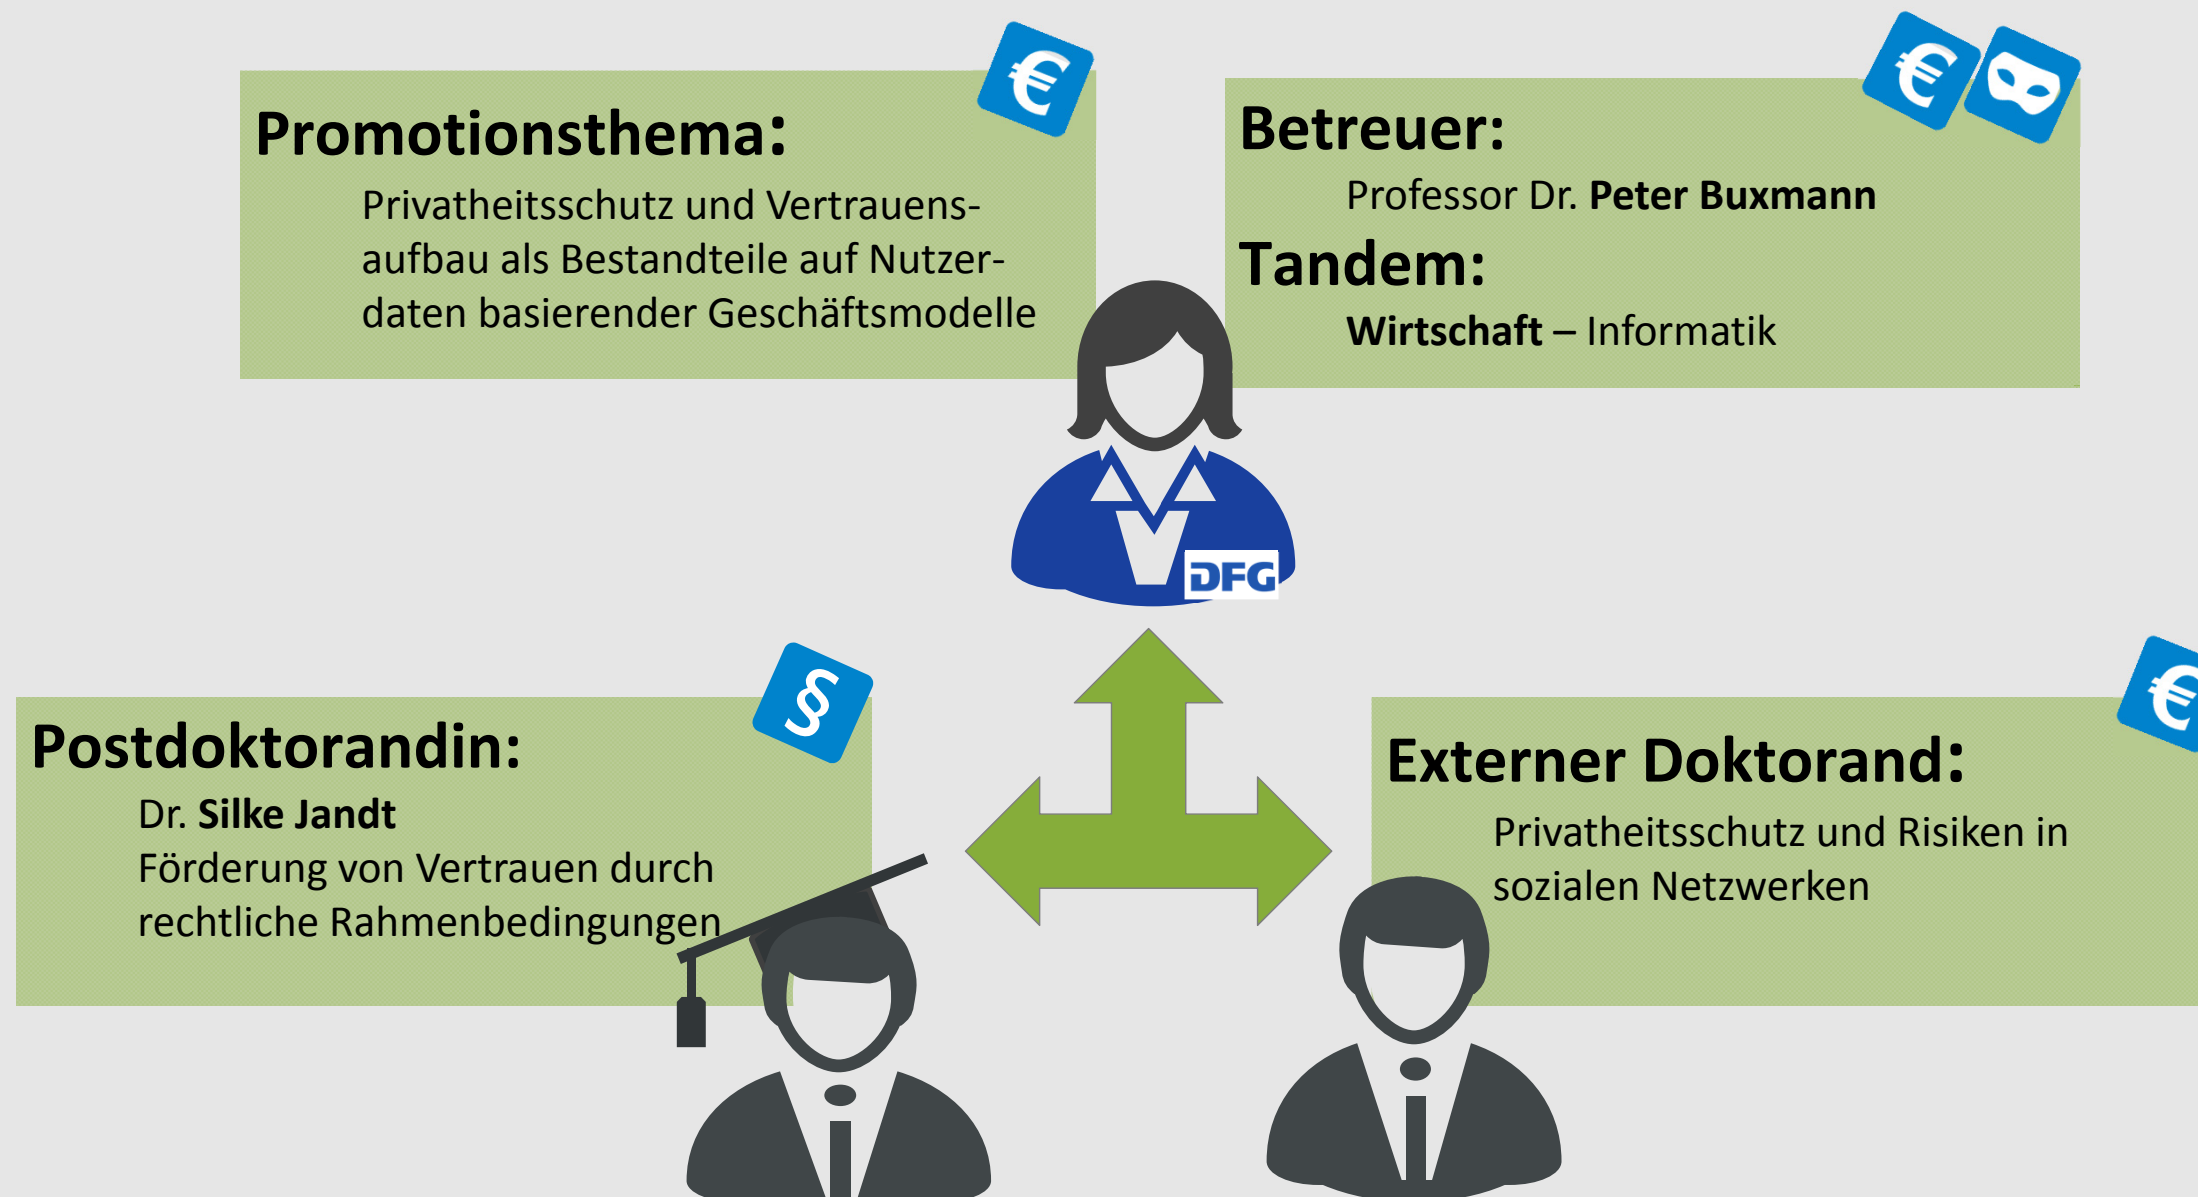 Promotionsthema:
Privatheitsschutz und Vertrauens-
aufbau als Bestandteile auf Nutzer-
daten basierender Geschäftsmodelle
Betreuer:
Professor Dr. Peter Buxmann
Tandem:
Wirtschaft – Informatik
€
€
DFG
Postdoktorandin:
Dr. Silke Jandt
Förderung von Vertrauen durch
rechtliche Rahmenbedingungen
§
Externer Doktorand:
Privatheitsschutz und Risiken in
sozialen Netzwerken
€